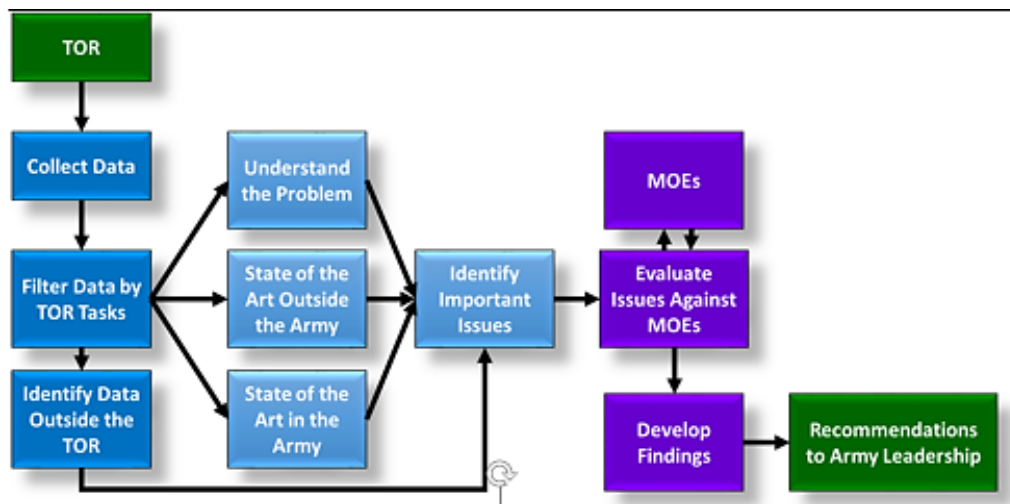 TOR
Collect Data
Filter Data by
TOR Tasks
Identify Data
Outside the
TOR
Understand
the Problem
State of the
Art Outside
the Army
State of the
Art in the
Army
Identify
Important
Issues
MOEs
Evaluate
Issues Against
MOEs
Develop
Findings
Recommendations
to Army Leadership